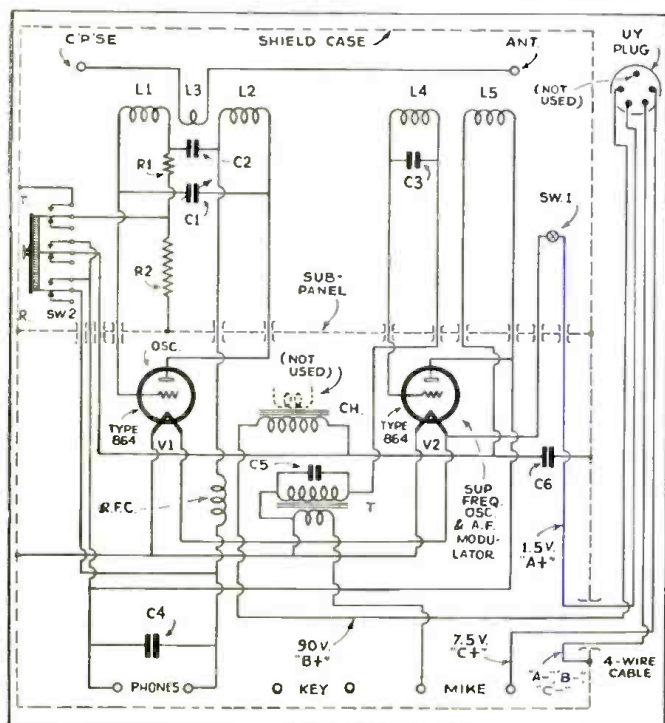 C'P'SE
SHIELD CASE
ANT.
UY
PLUG
(NOT
USED)
L1
L3
L2
L4
L5
C2
R1
C3
C1
SW.1
T.
R2
SUB-
PANEL
R.
SW2
OSC.
(NOT
USED)
CH.
TYPE
864
V1
TYPE
864
V2
C5
C6
T
R.F.C.
SUP
FREQ.
OSC.
& A.F.
MODU-
LATOR
1.5 V.
"A+"
C4
90 V.
"B+"
7.5 V.
"C+"
"A-" "B-"
"C-"
4-WIRE
CABLE
PHONES
KEY
MIKE